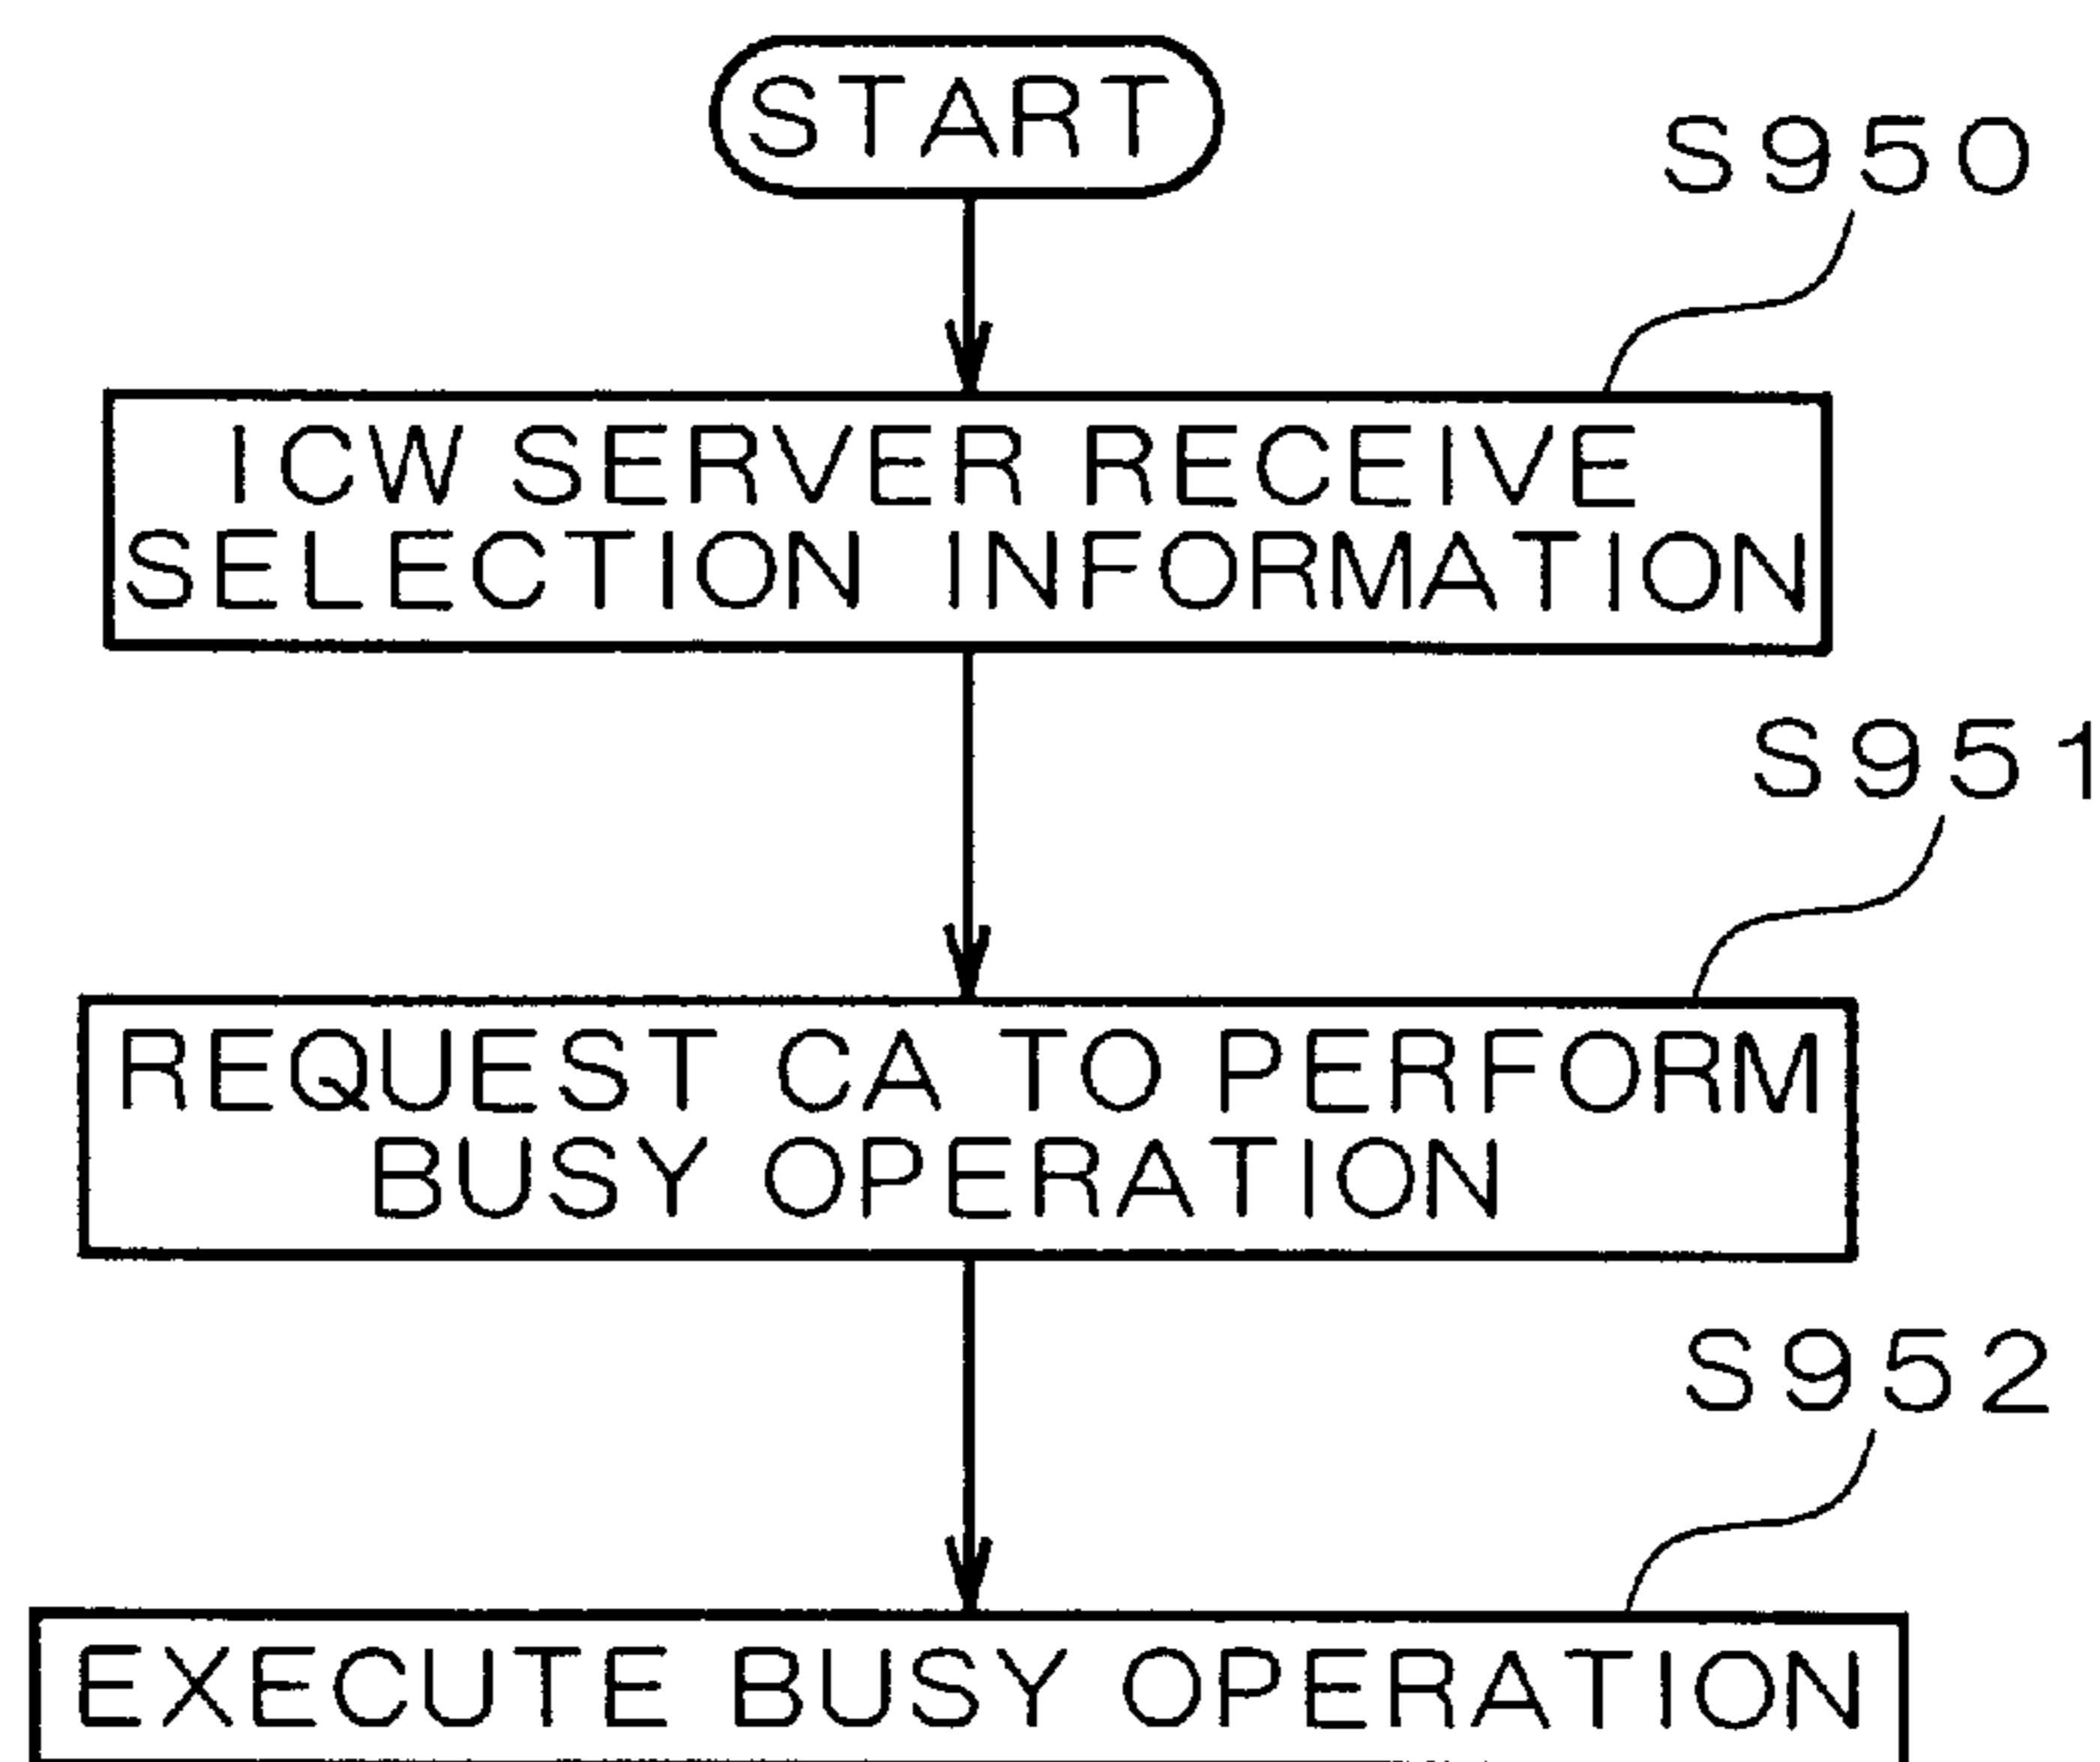 START
S950
ICW SERVER RECEIVE
SELECTION INFORMATION
S951
REQUEST CA TO PERFORM
BUSY OPERATION
S952
EXECUTE BUSY OPERATION